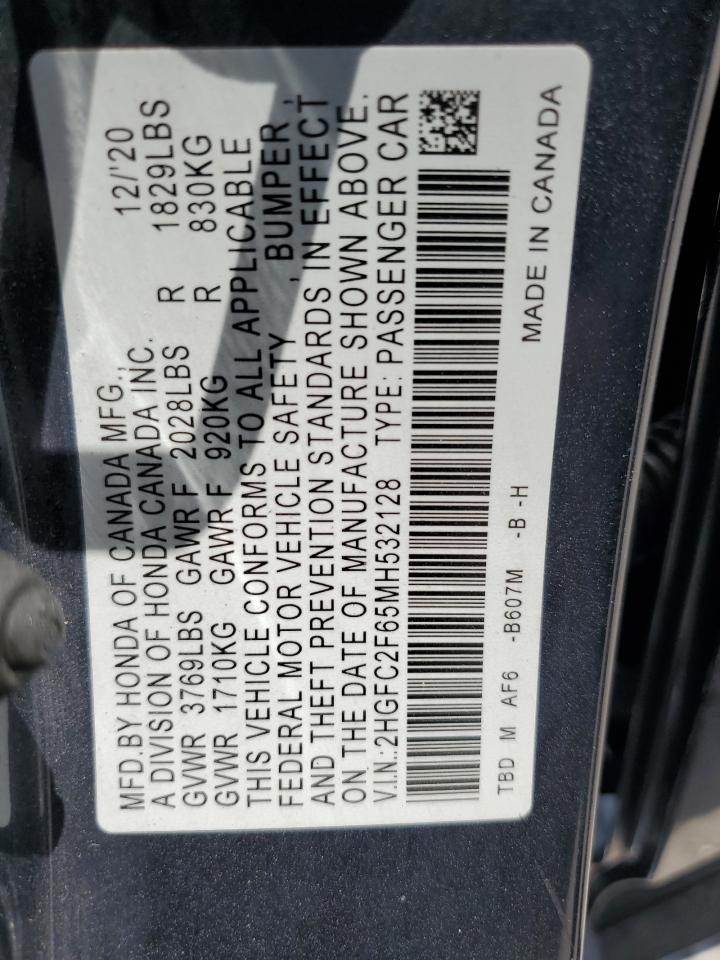 MFD.BY HONDA OF CANADA MFG., 12/'20
A DIVISION OF HONDA CANADA INC.
GVWR 3769LBS GAWR F 2028LBS R 1829LBS
GVWR 1710KG GAWR F 920KG R 830KG
THIS VEHICLE CONFORMS TO ALL APPLICABLE
FEDERAL MOTOR VEHICLE SAFETY , BUMPER ,
AND THEFT PREVENTION STANDARDS IN EFFECT
ON THE DATE OF MANUFACTURE SHOWN ABOVE.
V.I.N.:2HGFC2F65MH532128 TYPE: PASSENGER CAR
TBD M AF6 -B607M -B -H MADE IN CANADA